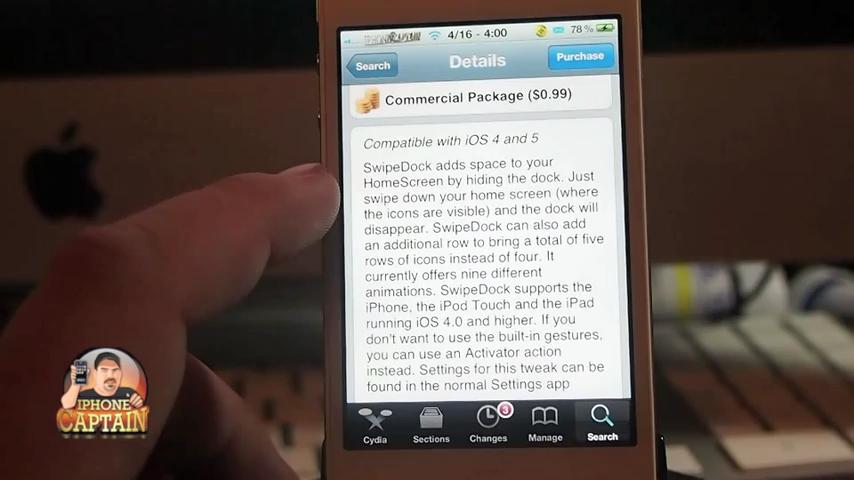 IPHONECAPTAIN 4/16 - 4:00 78%
Search Details Purchase
Commercial Package ($0.99)
Compatible with iOS 4 and 5
SwipeDock adds space to your
HomeScreen by hiding the dock. Just
swipe down your home screen (where
the icons are visible) and the dock will
disappear. SwipeDock can also add
an additional row to bring a total of five
rows of icons instead of four. It
currently offers nine different
animations. SwipeDock supports the
iPhone, the iPod Touch and the iPad
running iOS 4.0 and higher. If you
don't want to use the built-in gestures,
you can use an Activator action
instead. Settings for this tweak can be
found in the normal Settings app
3
Cydia Sections Changes Manage Search
IPHONE
CAPTAIN